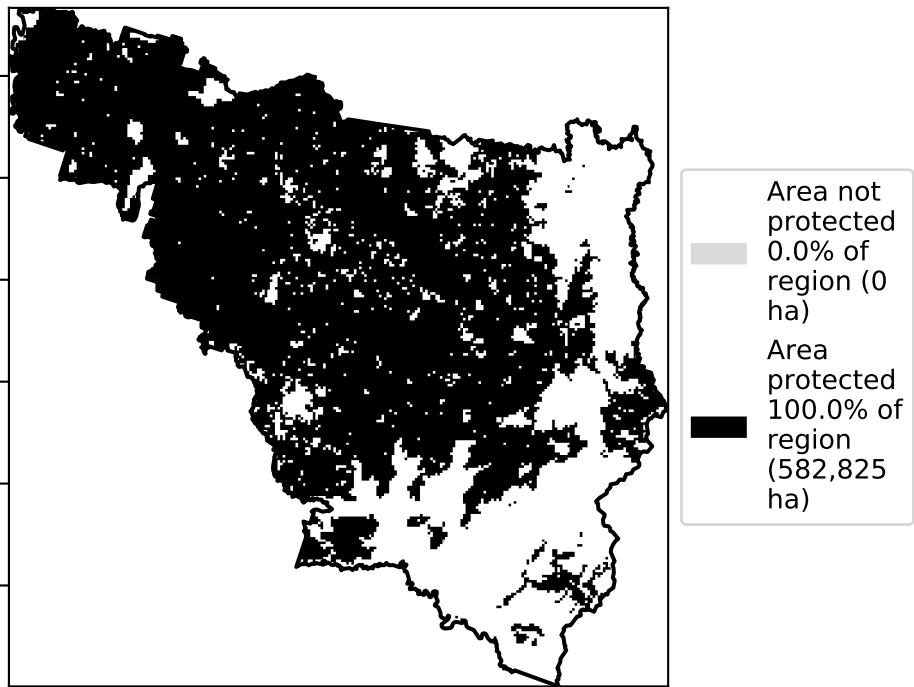 Area not
protected
0.0% of
region (0
ha)
Area
protected
100.0% of
region
(582,825
ha)